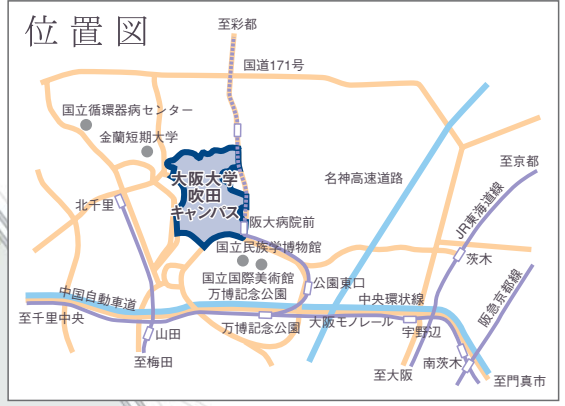 位置図
至彩都
国道171号
国立循環器病センター
金蘭短期大学
大阪大学
吹田
キャンパス
名神高速道路
至京都
JR東海道線
北千里
阪大病院前
国立民族学博物館
茨木
国立国際美術館
万博記念公園
公園東口
阪急京都線
中国自動車道
中央環状線
至千里中央
山田
万博記念公園
大阪モノレール
宇野辺
至梅田
至大阪
南茨木
至門真市